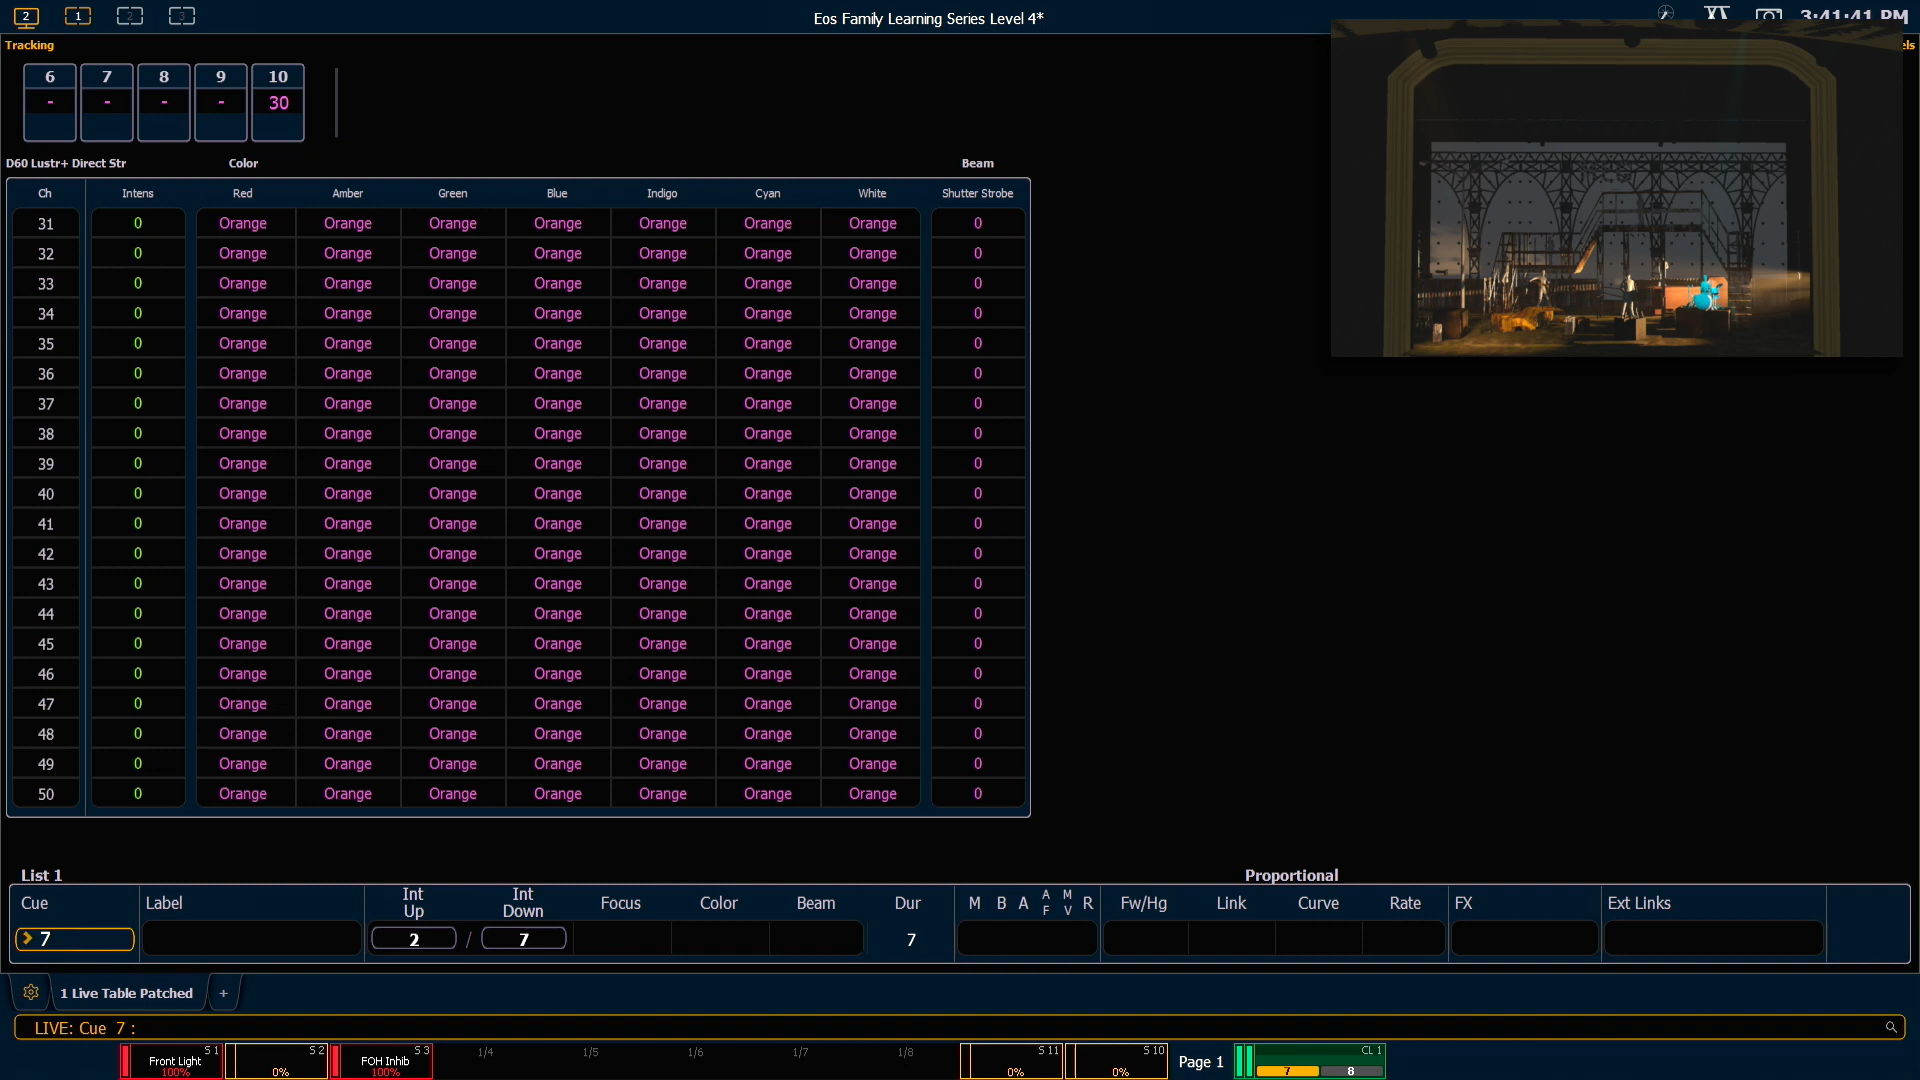 2 1 2 3 Eos Family Learning Series Level 4* 3:41:41 PM
Tracking els
6 7 8 9 10
- - - - 30
D60 Lustr+ Direct Str Color Beam
Ch Intens Red Amber Green Blue Indigo Cyan White Shutter Strobe
31 0 Orange Orange Orange Orange Orange Orange Orange 0
32 0 Orange Orange Orange Orange Orange Orange Orange 0
33 0 Orange Orange Orange Orange Orange Orange Orange 0
34 0 Orange Orange Orange Orange Orange Orange Orange 0
35 0 Orange Orange Orange Orange Orange Orange Orange 0
36 0 Orange Orange Orange Orange Orange Orange Orange 0
37 0 Orange Orange Orange Orange Orange Orange Orange 0
38 0 Orange Orange Orange Orange Orange Orange Orange 0
39 0 Orange Orange Orange Orange Orange Orange Orange 0
40 0 Orange Orange Orange Orange Orange Orange Orange 0
41 0 Orange Orange Orange Orange Orange Orange Orange 0
42 0 Orange Orange Orange Orange Orange Orange Orange 0
43 0 Orange Orange Orange Orange Orange Orange Orange 0
44 0 Orange Orange Orange Orange Orange Orange Orange 0
45 0 Orange Orange Orange Orange Orange Orange Orange 0
46 0 Orange Orange Orange Orange Orange Orange Orange 0
47 0 Orange Orange Orange Orange Orange Orange Orange 0
48 0 Orange Orange Orange Orange Orange Orange Orange 0
49 0 Orange Orange Orange Orange Orange Orange Orange 0
50 0 Orange Orange Orange Orange Orange Orange Orange 0
List 1 Proportional
Cue Label Int Up Int Down Focus Color Beam Dur M B A AF MV R Fw/Hg Link Curve Rate FX Ext Links
7 2 / 7 7
1 Live Table Patched +
LIVE: Cue 7 :
S 1 S 2 S 3 1/4 1/5 1/6 1/7 1/8 S 11 S 10 CL 1
Front Light FOH Inhib Page 1
100% 0% 100% 0% 0% 7 8